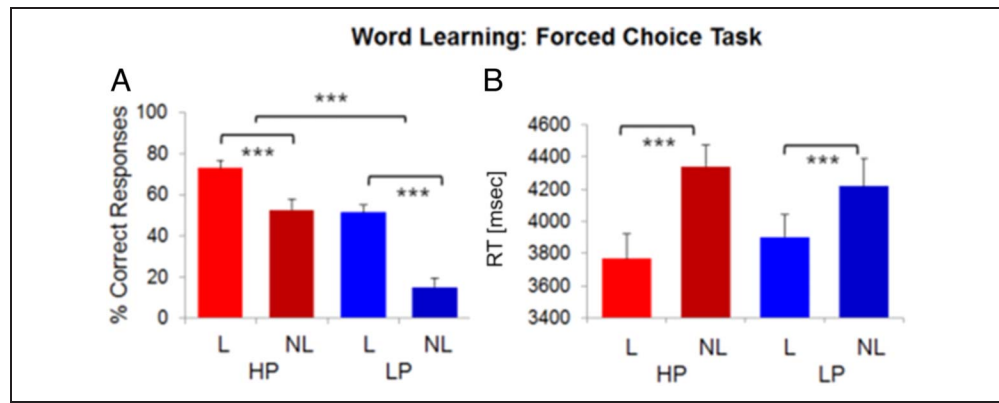 Word Learning: Forced Choice Task
A
% Correct Responses
100
80
60
40
20
0
***
***
***
L NL L NL
HP LP
B
RT [msec]
4600
4400
4200
4000
3800
3600
3400
***
***
L NL L NL
HP LP